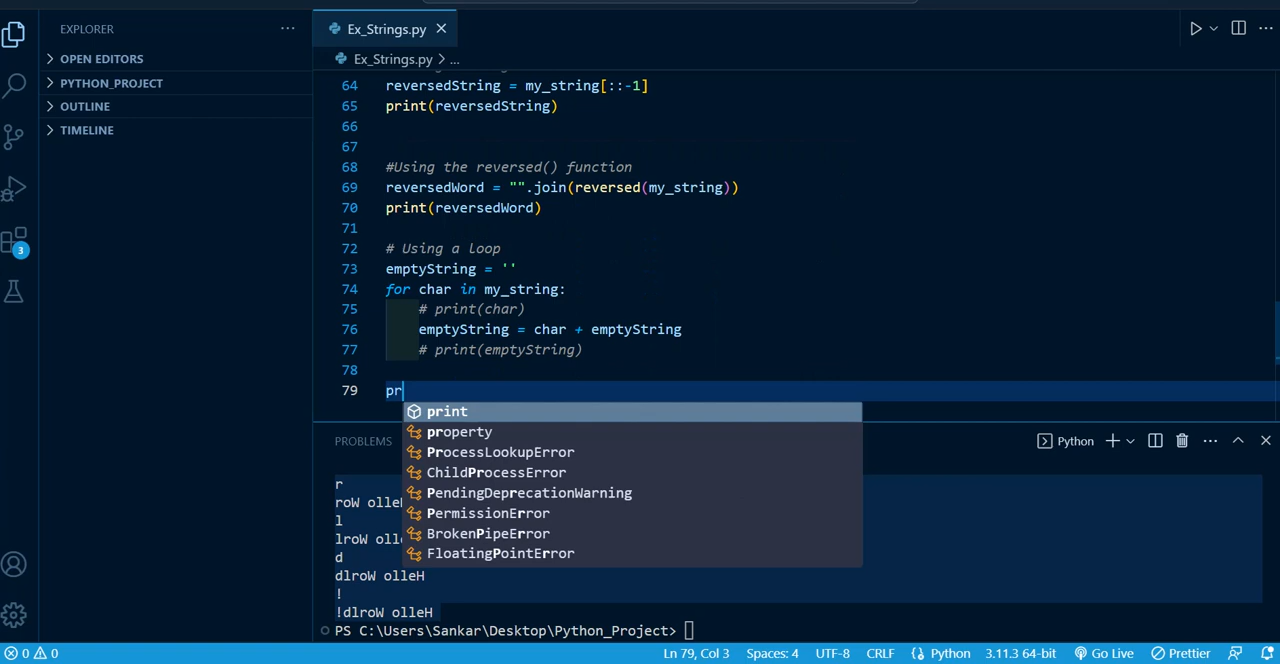 EXPLORER
OPEN EDITORS
PYTHON_PROJECT
OUTLINE
TIMELINE
3
Ex_Strings.py
Ex_Strings.py > ...
64 reversedString = my_string[::-1]
65 print(reversedString)
66
67
68 #Using the reversed() function
69 reversedWord = "".join(reversed(my_string))
70 print(reversedWord)
71
72 # Using a loop
73 emptyString = ''
74 for char in my_string:
75 # print(char)
76 emptyString = char + emptyString
77 # print(emptyString)
78
79 pr
print
property
ProcessLookupError
ChildProcessError
PendingDeprecationWarning
PermissionError
BrokenPipeError
FloatingPointError
PROBLEMS
Python
r
roW olle
l
lroW oll
d
dlroW olleH
!
!dlroW olleH
PS C:\Users\Sankar\Desktop\Python_Project>
0 0 Ln 79, Col 3 Spaces: 4 UTF-8 CRLF Python 3.11.3 64-bit Go Live Prettier